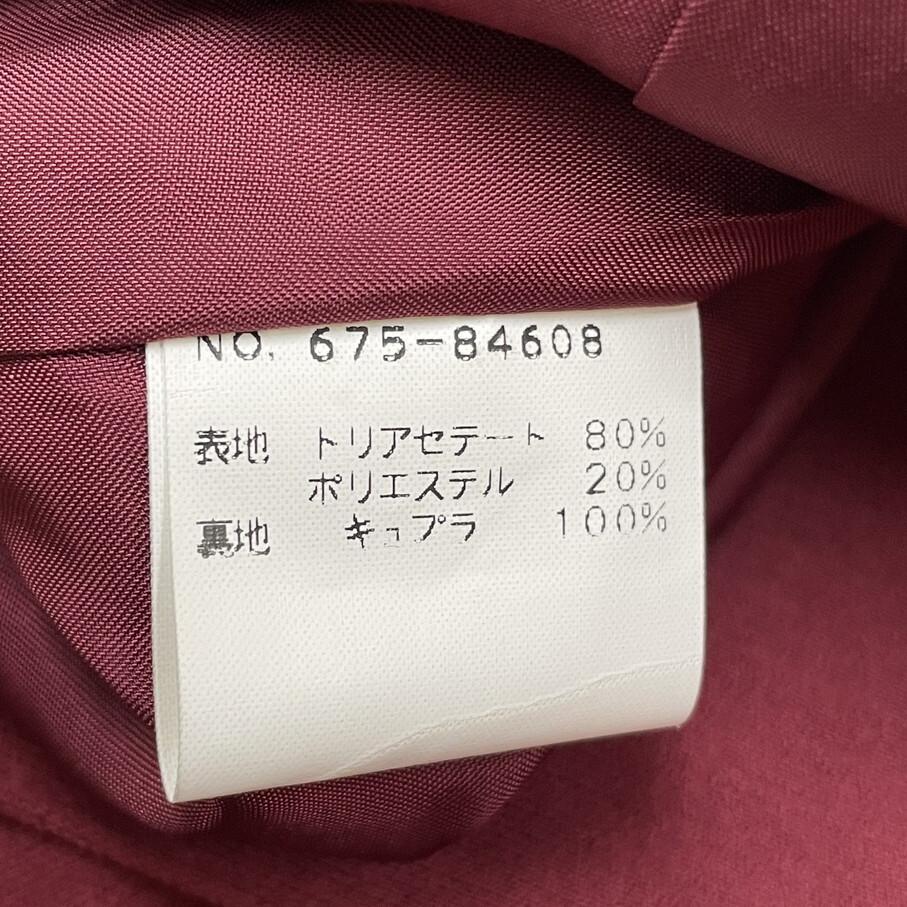 NO. 675-84608
表地 トリアセテート 80%
ポリエステル 20%
裏地 キュプラ 100%